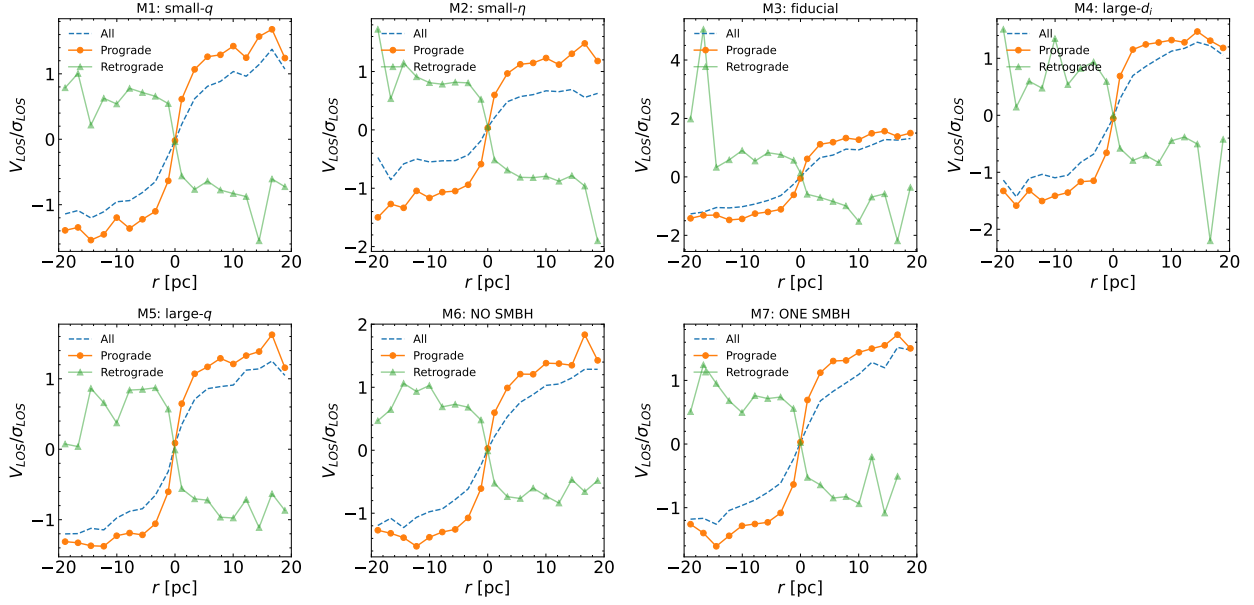 M1: small-q
M2: small-η
M3: fiducial
M4: large-d_i
V_LOS/σ_LOS
1
0
−1
All
Prograde
Retrograde
−20 −10 0 10 20
r [pc]
V_LOS/σ_LOS
1
0
−1
−2
All
Prograde
Retrograde
−20 −10 0 10 20
r [pc]
V_LOS/σ_LOS
4
2
0
−2
All
Prograde
Retrograde
−20 −10 0 10 20
r [pc]
V_LOS/σ_LOS
1
0
−1
−2
All
Prograde
Retrograde
−20 −10 0 10 20
r [pc]
M5: large-q
M6: NO SMBH
M7: ONE SMBH
V_LOS/σ_LOS
1
0
−1
All
Prograde
Retrograde
−20 −10 0 10 20
r [pc]
V_LOS/σ_LOS
2
1
0
−1
−2
All
Prograde
Retrograde
−20 −10 0 10 20
r [pc]
V_LOS/σ_LOS
1
0
−1
All
Prograde
Retrograde
−20 −10 0 10 20
r [pc]